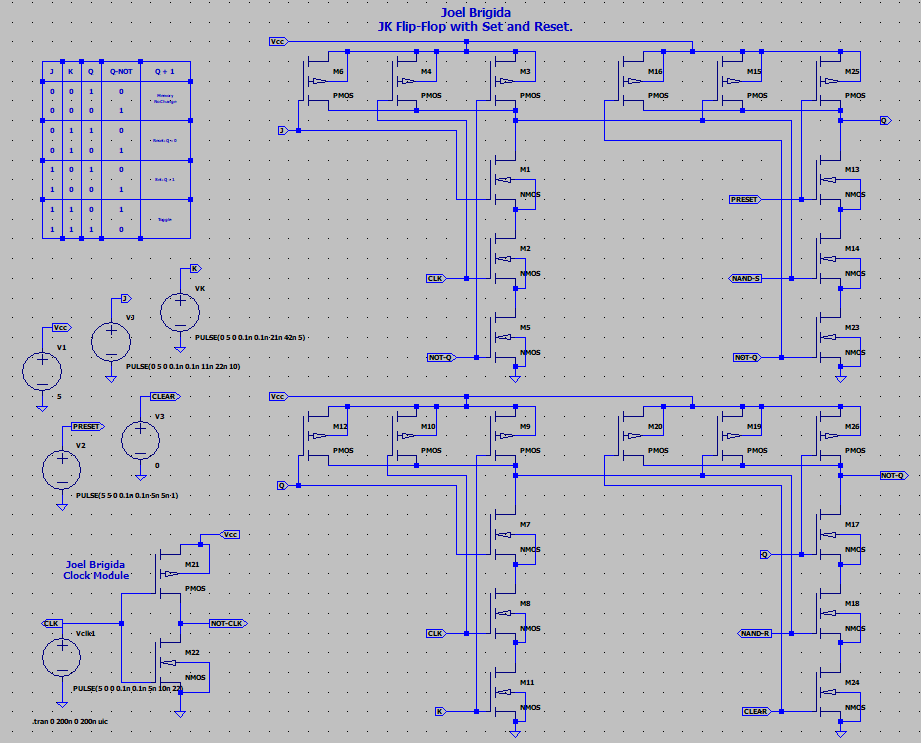 Joel Brigida
JK Flip-Flop with Set and Reset.
Vcc
M6
PMOS
M4
PMOS
M3
PMOS
M16
PMOS
M15
PMOS
M25
PMOS
J K Q Q-NOT Q + 1
0 0 1 0
0 0 0 1
Memory
NoChange
0 1 1 0
0 1 0 1
Reset: Q = 0
1 0 1 0
1 0 0 1
Set: Q = 1
1 1 0 1
1 1 1 0
Toggle
J
Q
M1
NMOS
M13
NMOS
PRESET
M2
NMOS
CLK
M14
NMOS
NAND-S
M5
NMOS
NOT-Q
M23
NMOS
NOT-Q
K
VK
PULSE(0 5 0 0.1n 0.1n 21n 42n 5)
J
VJ
PULSE(0 5 0 0.1n 0.1n 11n 22n 10)
Vcc
V1
5
CLEAR
V3
0
PRESET
V2
PULSE(5 5 0 0.1n 0.1n 5n 5n 1)
Vcc
M12
PMOS
M10
PMOS
M9
PMOS
M20
PMOS
M19
PMOS
M26
PMOS
Q
NOT-Q
M7
NMOS
M17
NMOS
Q
M8
NMOS
CLK
M18
NMOS
NAND-R
M11
NMOS
K
M24
NMOS
CLEAR
Joel Brigida
Clock Module
Vcc
M21
PMOS
CLK
NOT-CLK
Vclk1
M22
NMOS
PULSE(5 0 0 0.1n 0.1n 5n 10n 22)
.tran 0 200n 0 200n uic